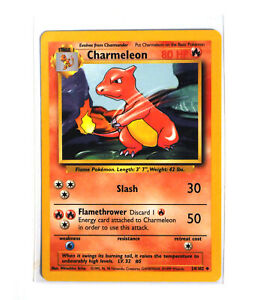 Evolves from Charmander Put Charmeleon on the Basic Pokémon
STAGE 1
Charmeleon 80 HP
Flame Pokémon. Length: 3' 7", Weight: 42 lbs.
Slash 30
Flamethrower Discard 1
Energy card attached to Charmeleon
in order to use this attack. 50
weakness resistance retreat cost
When it swings its burning tail, it raises the temperature to
unbearably high levels. LV. 32
24/102